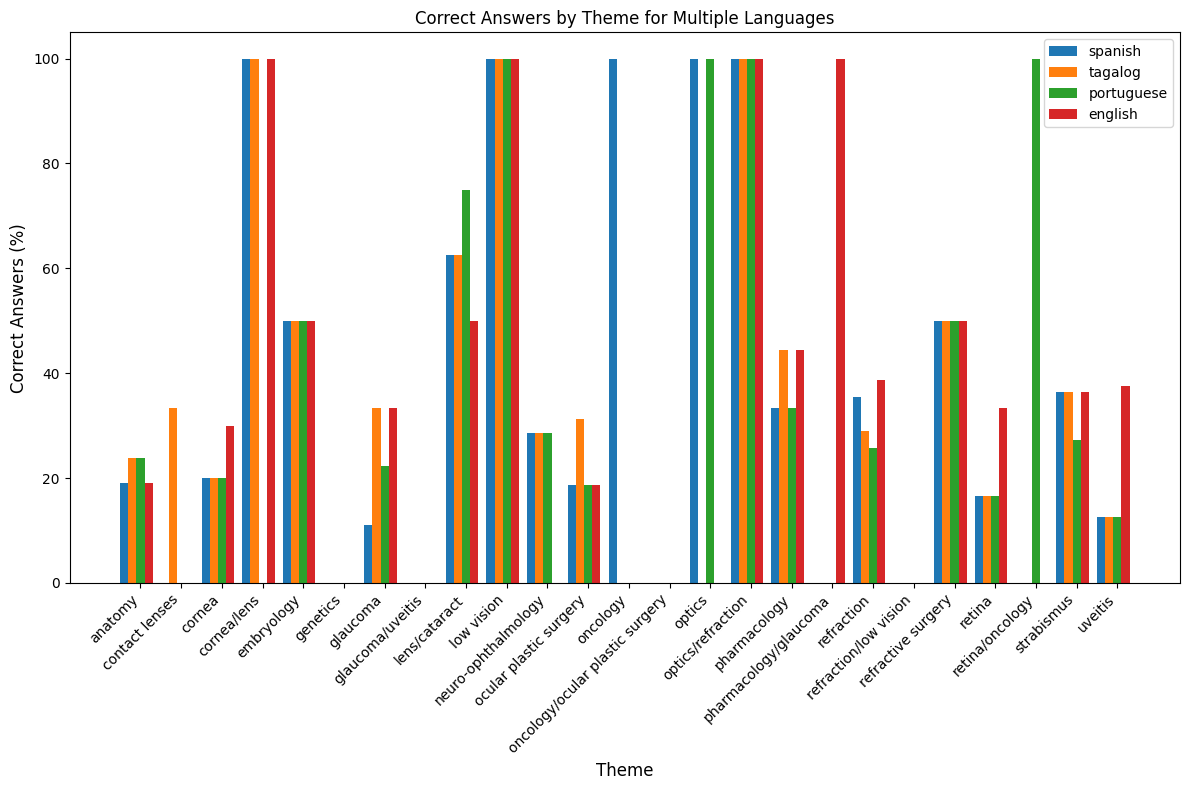 Correct Answers by Theme for Multiple Languages
spanish
tagalog
portuguese
english
Correct Answers (%)
100
80
60
40
20
0
anatomy
contact lenses
cornea
cornea/lens
embryology
genetics
glaucoma
glaucoma/uveitis
lens/cataract
low vision
neuro-ophthalmology
ocular plastic surgery
oncology
oncology/ocular plastic surgery
optics
optics/refraction
pharmacology
pharmacology/glaucoma
refraction
refraction/low vision
refractive surgery
retina
retina/oncology
strabismus
uveitis
Theme